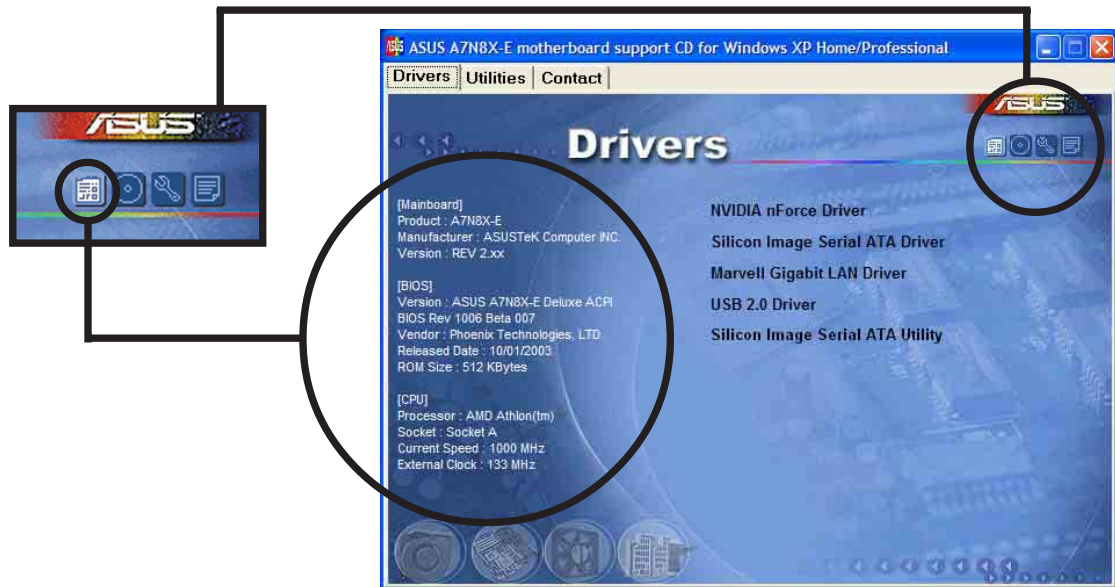 ASUS A7N8X-E motherboard support CD for Windows XP Home/Professional
Drivers Utilities Contact
ASUS
ASUS
Drivers
[Mainboard]
Product : A7N8X-E
Manufacturer : ASUSTeK Computer INC.
Version : REV 2.xx
[BIOS]
Version : ASUS A7N8X-E Deluxe ACPI
BIOS Rev 1006 Beta 007
Vendor : Phoenix Technologies, LTD
Released Date : 10/01/2003
ROM Size : 512 KBytes
[CPU]
Processor : AMD Athlon(tm)
Socket : Socket A
Current Speed : 1000 MHz
External Clock : 133 MHz
NVIDIA nForce Driver
Silicon Image Serial ATA Driver
Marvell Gigabit LAN Driver
USB 2.0 Driver
Silicon Image Serial ATA Utility